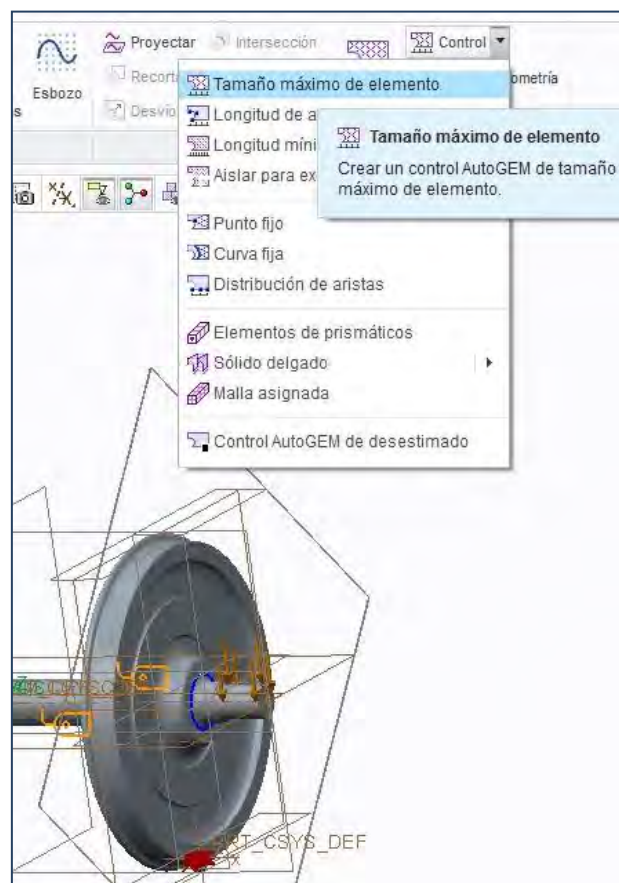 Proyectar
Intersección
Control
Esbozo
Recort
ometría
s
Desvío
Tamaño máximo de elemento
Longitud de a
Longitud míni
Aislar para ex
Tamaño máximo de elemento
Crear un control AutoGEM de tamaño
máximo de elemento.
Punto fijo
Curva fija
Distribución de aristas
Elementos de prismáticos
Sólido delgado
Malla asignada
Control AutoGEM de desestimado
PRT_CSYS_DEF